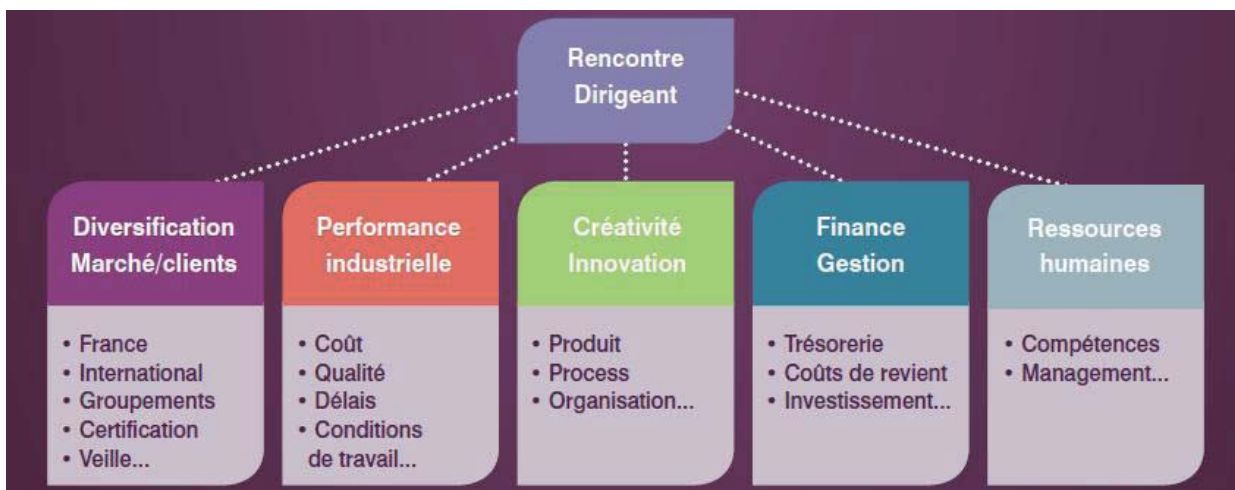 Rencontre
Dirigeant
Diversification
Marché/clients
• France
• International
• Groupements
• Certification
• Veille...
Performance
industrielle
• Coût
• Qualité
• Délais
• Conditions
de travail...
Créativité
Innovation
• Produit
• Process
• Organisation...
Finance
Gestion
• Trésorerie
• Coûts de revient
• Investissement...
Ressources
humaines
• Compétences
• Management...